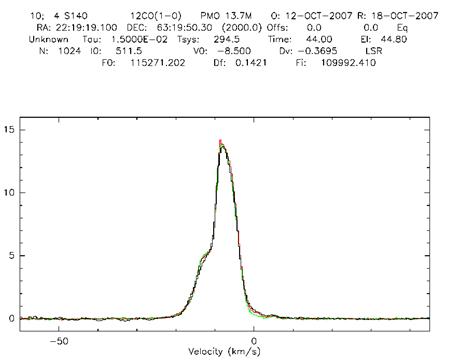 10; 4 S140 12CO(1-0) PMO 13.7M O: 12-OCT-2007 R: 18-OCT-2007
RA: 22:19:19.100 DEC: 63:19:50.30 (2000.0) Offs: 0.0 0.0 Eq
Unknown Tau: 1.5000E-02 Tsys: 294.5 Time: 44.00 El: 44.80
N: 1024 I0: 511.5 V0: -8.500 Dv: -0.3695 LSR
F0: 115271.202 Df: 0.1421 Fi: 109992.410
15
10
5
0
-50 0
Velocity (km/s)